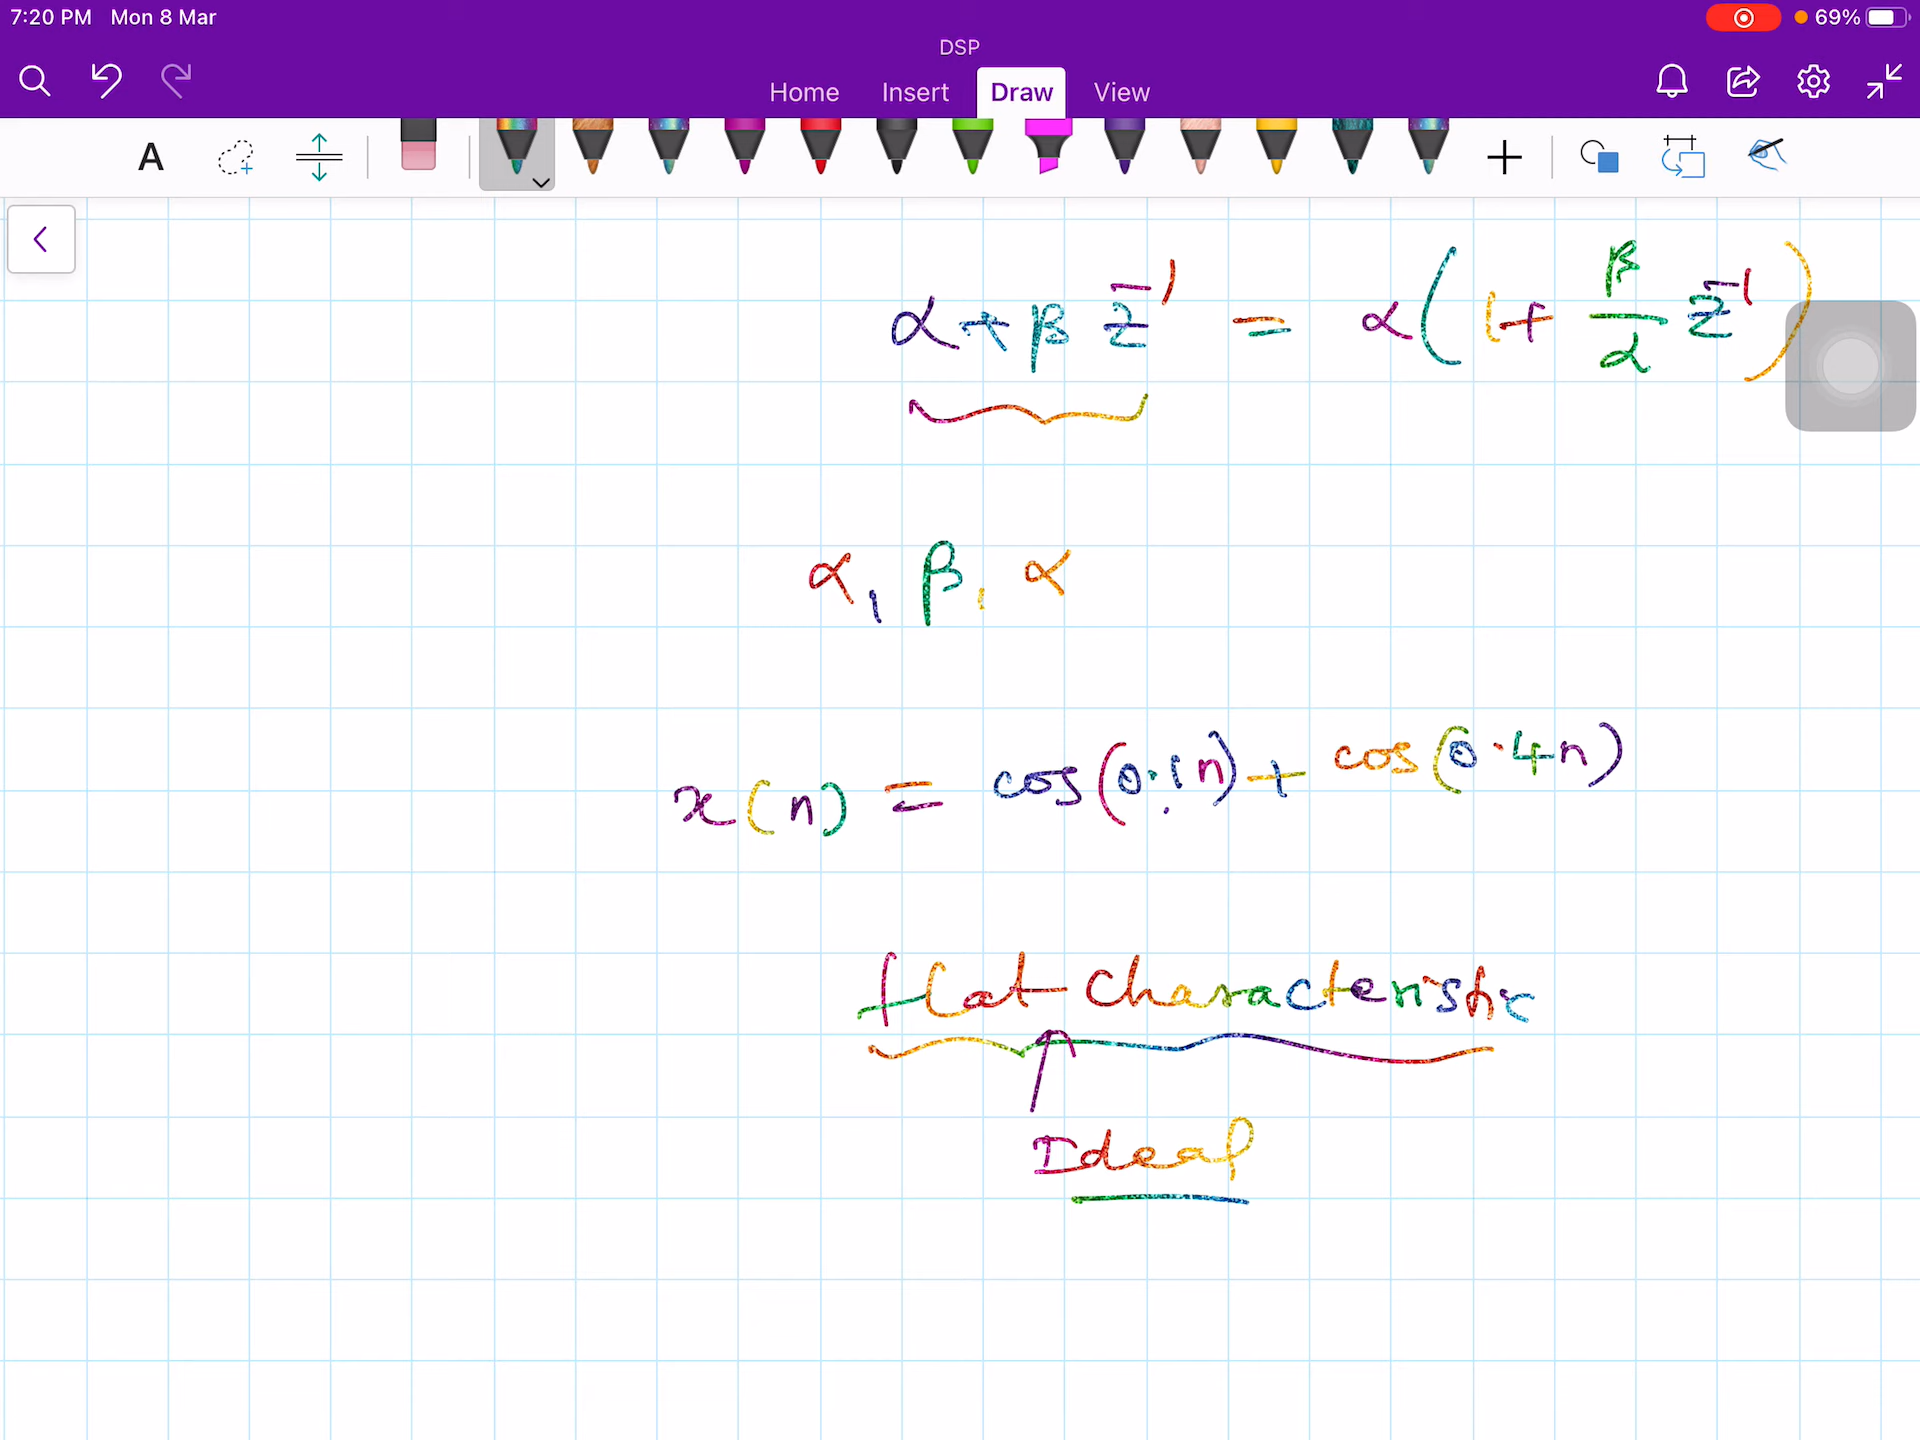 7:20 PM Mon 8 Mar 69%
DSP
Home Insert Draw View
A
α + β z⁻¹ = α(1 + β/α z⁻¹)
α, β, α
x(n) = cos(0.1n) + cos(0.4n)
flat characteristic
Ideal